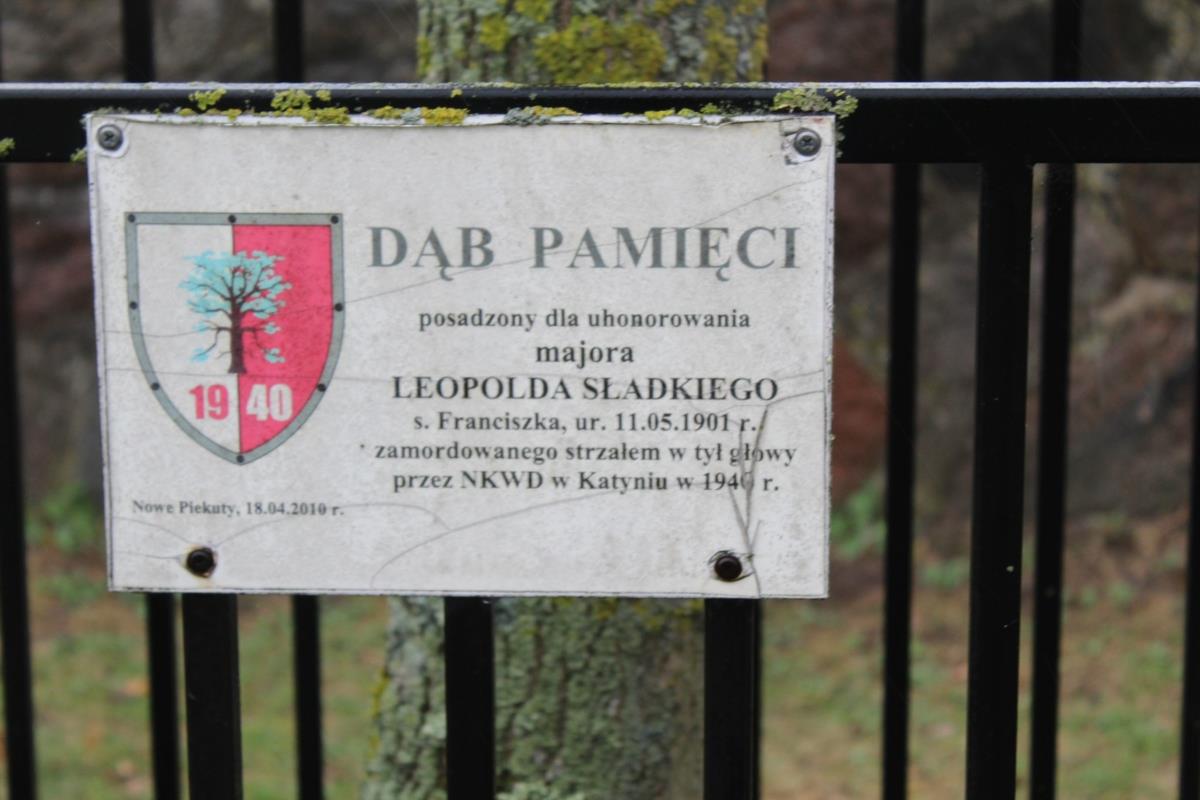 DĄB PAMIĘCI
posadzony dla uhonorowania
majora
LEOPOLDA SŁADKIEGO
s. Franciszka, ur. 11.05.1901 r.
zamordowanego strzałem w tył głowy
przez NKWD w Katyniu w 1940 r.
19 40
Nowe Piekuty, 18.04.2010 r.